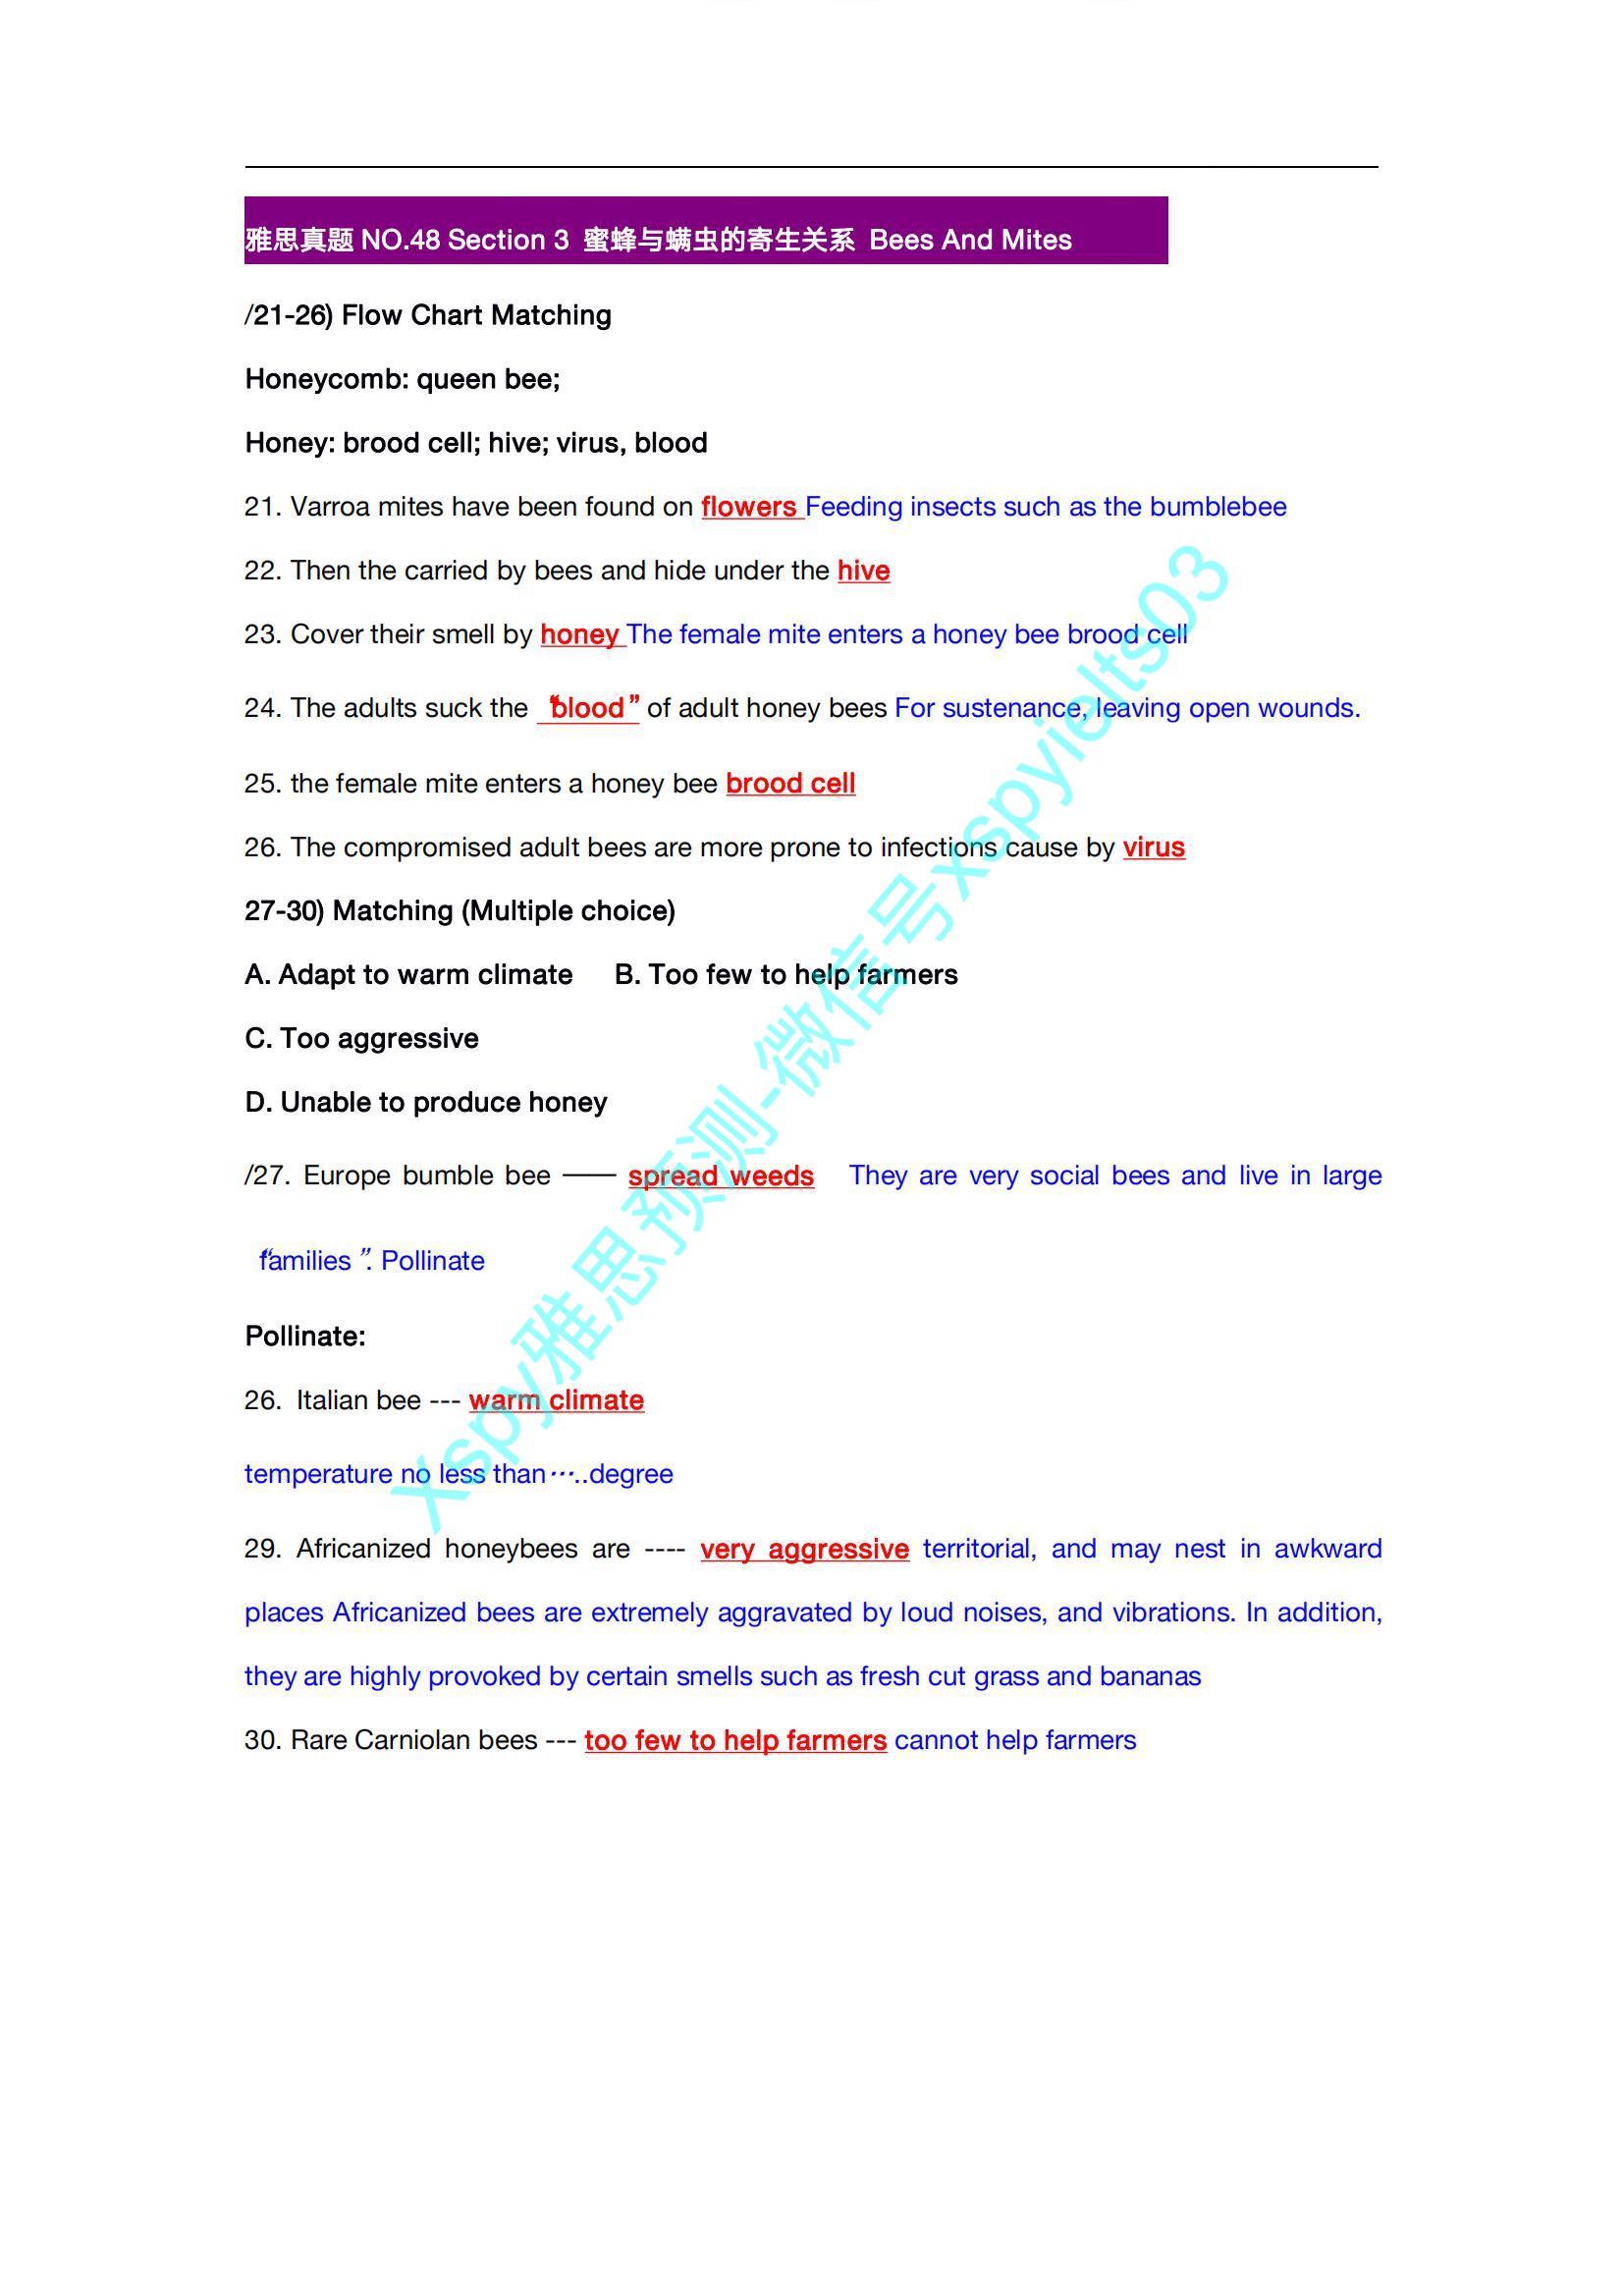 雅思真题 NO.48 Section 3 蜜蜂与螨虫的寄生关系 Bees And Mites
/21-26) Flow Chart Matching
Honeycomb: queen bee;
Honey: brood cell; hive; virus, blood
21. Varroa mites have been found on flowers Feeding insects such as the bumblebee
22. Then the carried by bees and hide under the hive
23. Cover their smell by honey The female mite enters a honey bee brood cell
24. The adults suck the “blood” of adult honey bees For sustenance, leaving open wounds.
25. the female mite enters a honey bee brood cell
26. The compromised adult bees are more prone to infections cause by virus
27-30) Matching (Multiple choice)
A. Adapt to warm climate B. Too few to help farmers
C. Too aggressive
D. Unable to produce honey
/27. Europe bumble bee —— spread weeds They are very social bees and live in large
“families”. Pollinate
Pollinate:
26. Italian bee --- warm climate
temperature no less than…..degree
29. Africanized honeybees are ---- very aggressive territorial, and may nest in awkward
places Africanized bees are extremely aggravated by loud noises, and vibrations. In addition,
they are highly provoked by certain smells such as fresh cut grass and bananas
30. Rare Carniolan bees --- too few to help farmers cannot help farmers
Xspy雅思预测-微信号xspyielts03